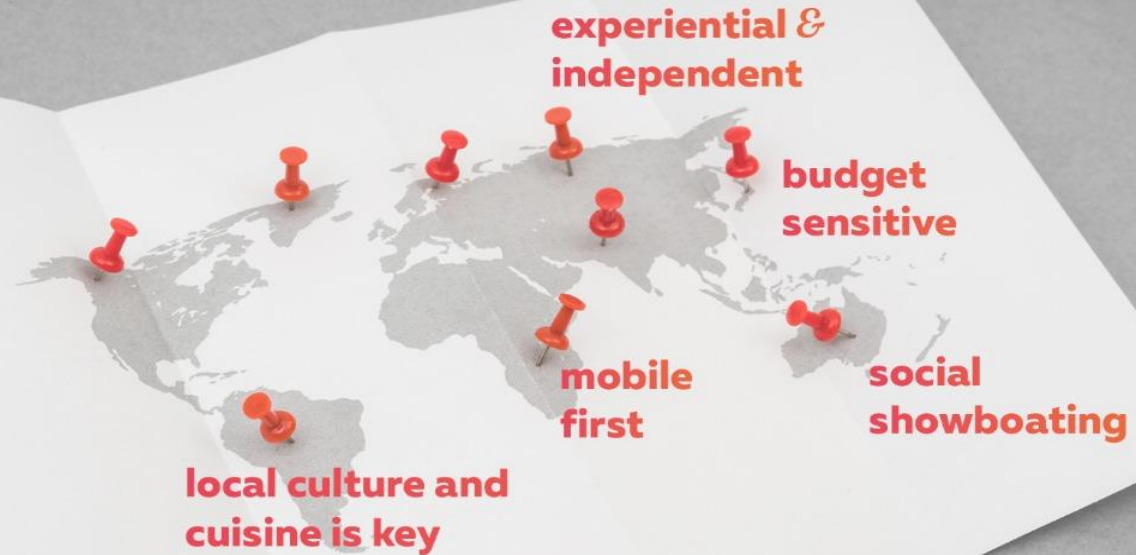 experiential &
independent
budget
sensitive
mobile
first
social
showboating
local culture and
cuisine is key